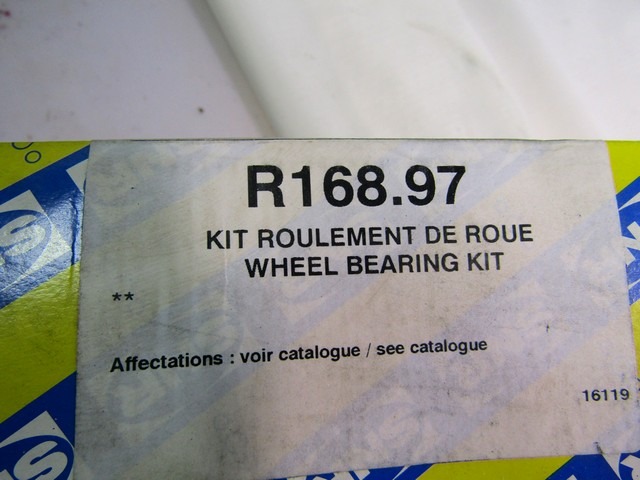 R168.97
KIT ROULEMENT DE ROUE
WHEEL BEARING KIT
**
Affectations : voir catalogue / see catalogue
16119